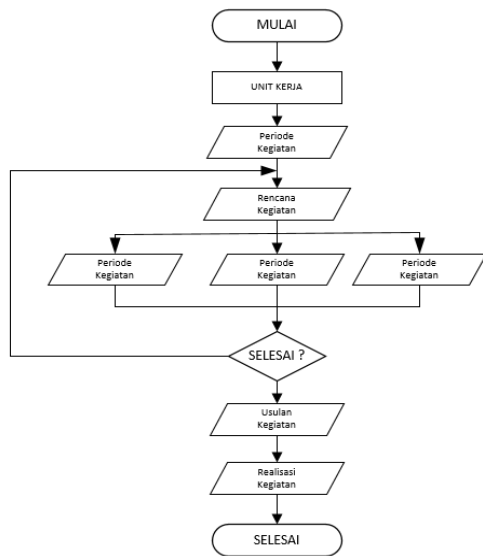 MULAI
UNIT KERJA
Periode
Kegiatan
Rencana
Kegiatan
Periode
Kegiatan
Periode
Kegiatan
Periode
Kegiatan
SELESAI ?
Usulan
Kegiatan
Realisasi
Kegiatan
SELESAI